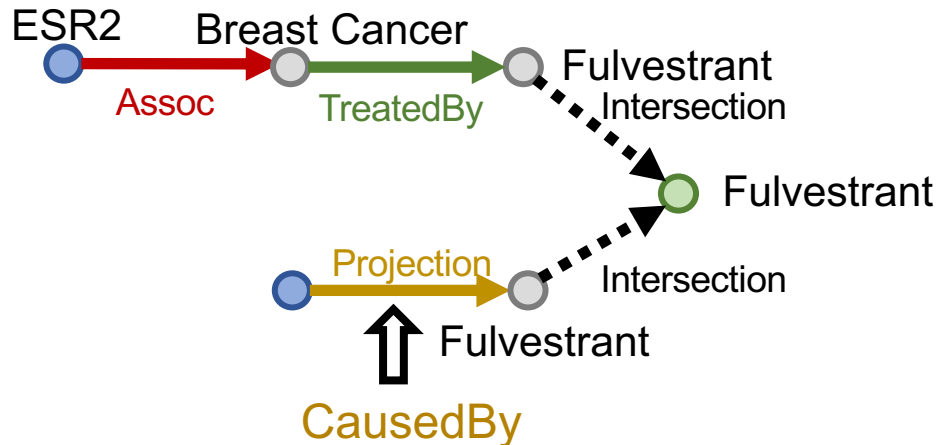 ESR2
Breast Cancer
Fulvestrant
Assoc
TreatedBy
Intersection
Fulvestrant
Projection
Intersection
Fulvestrant
CausedBy